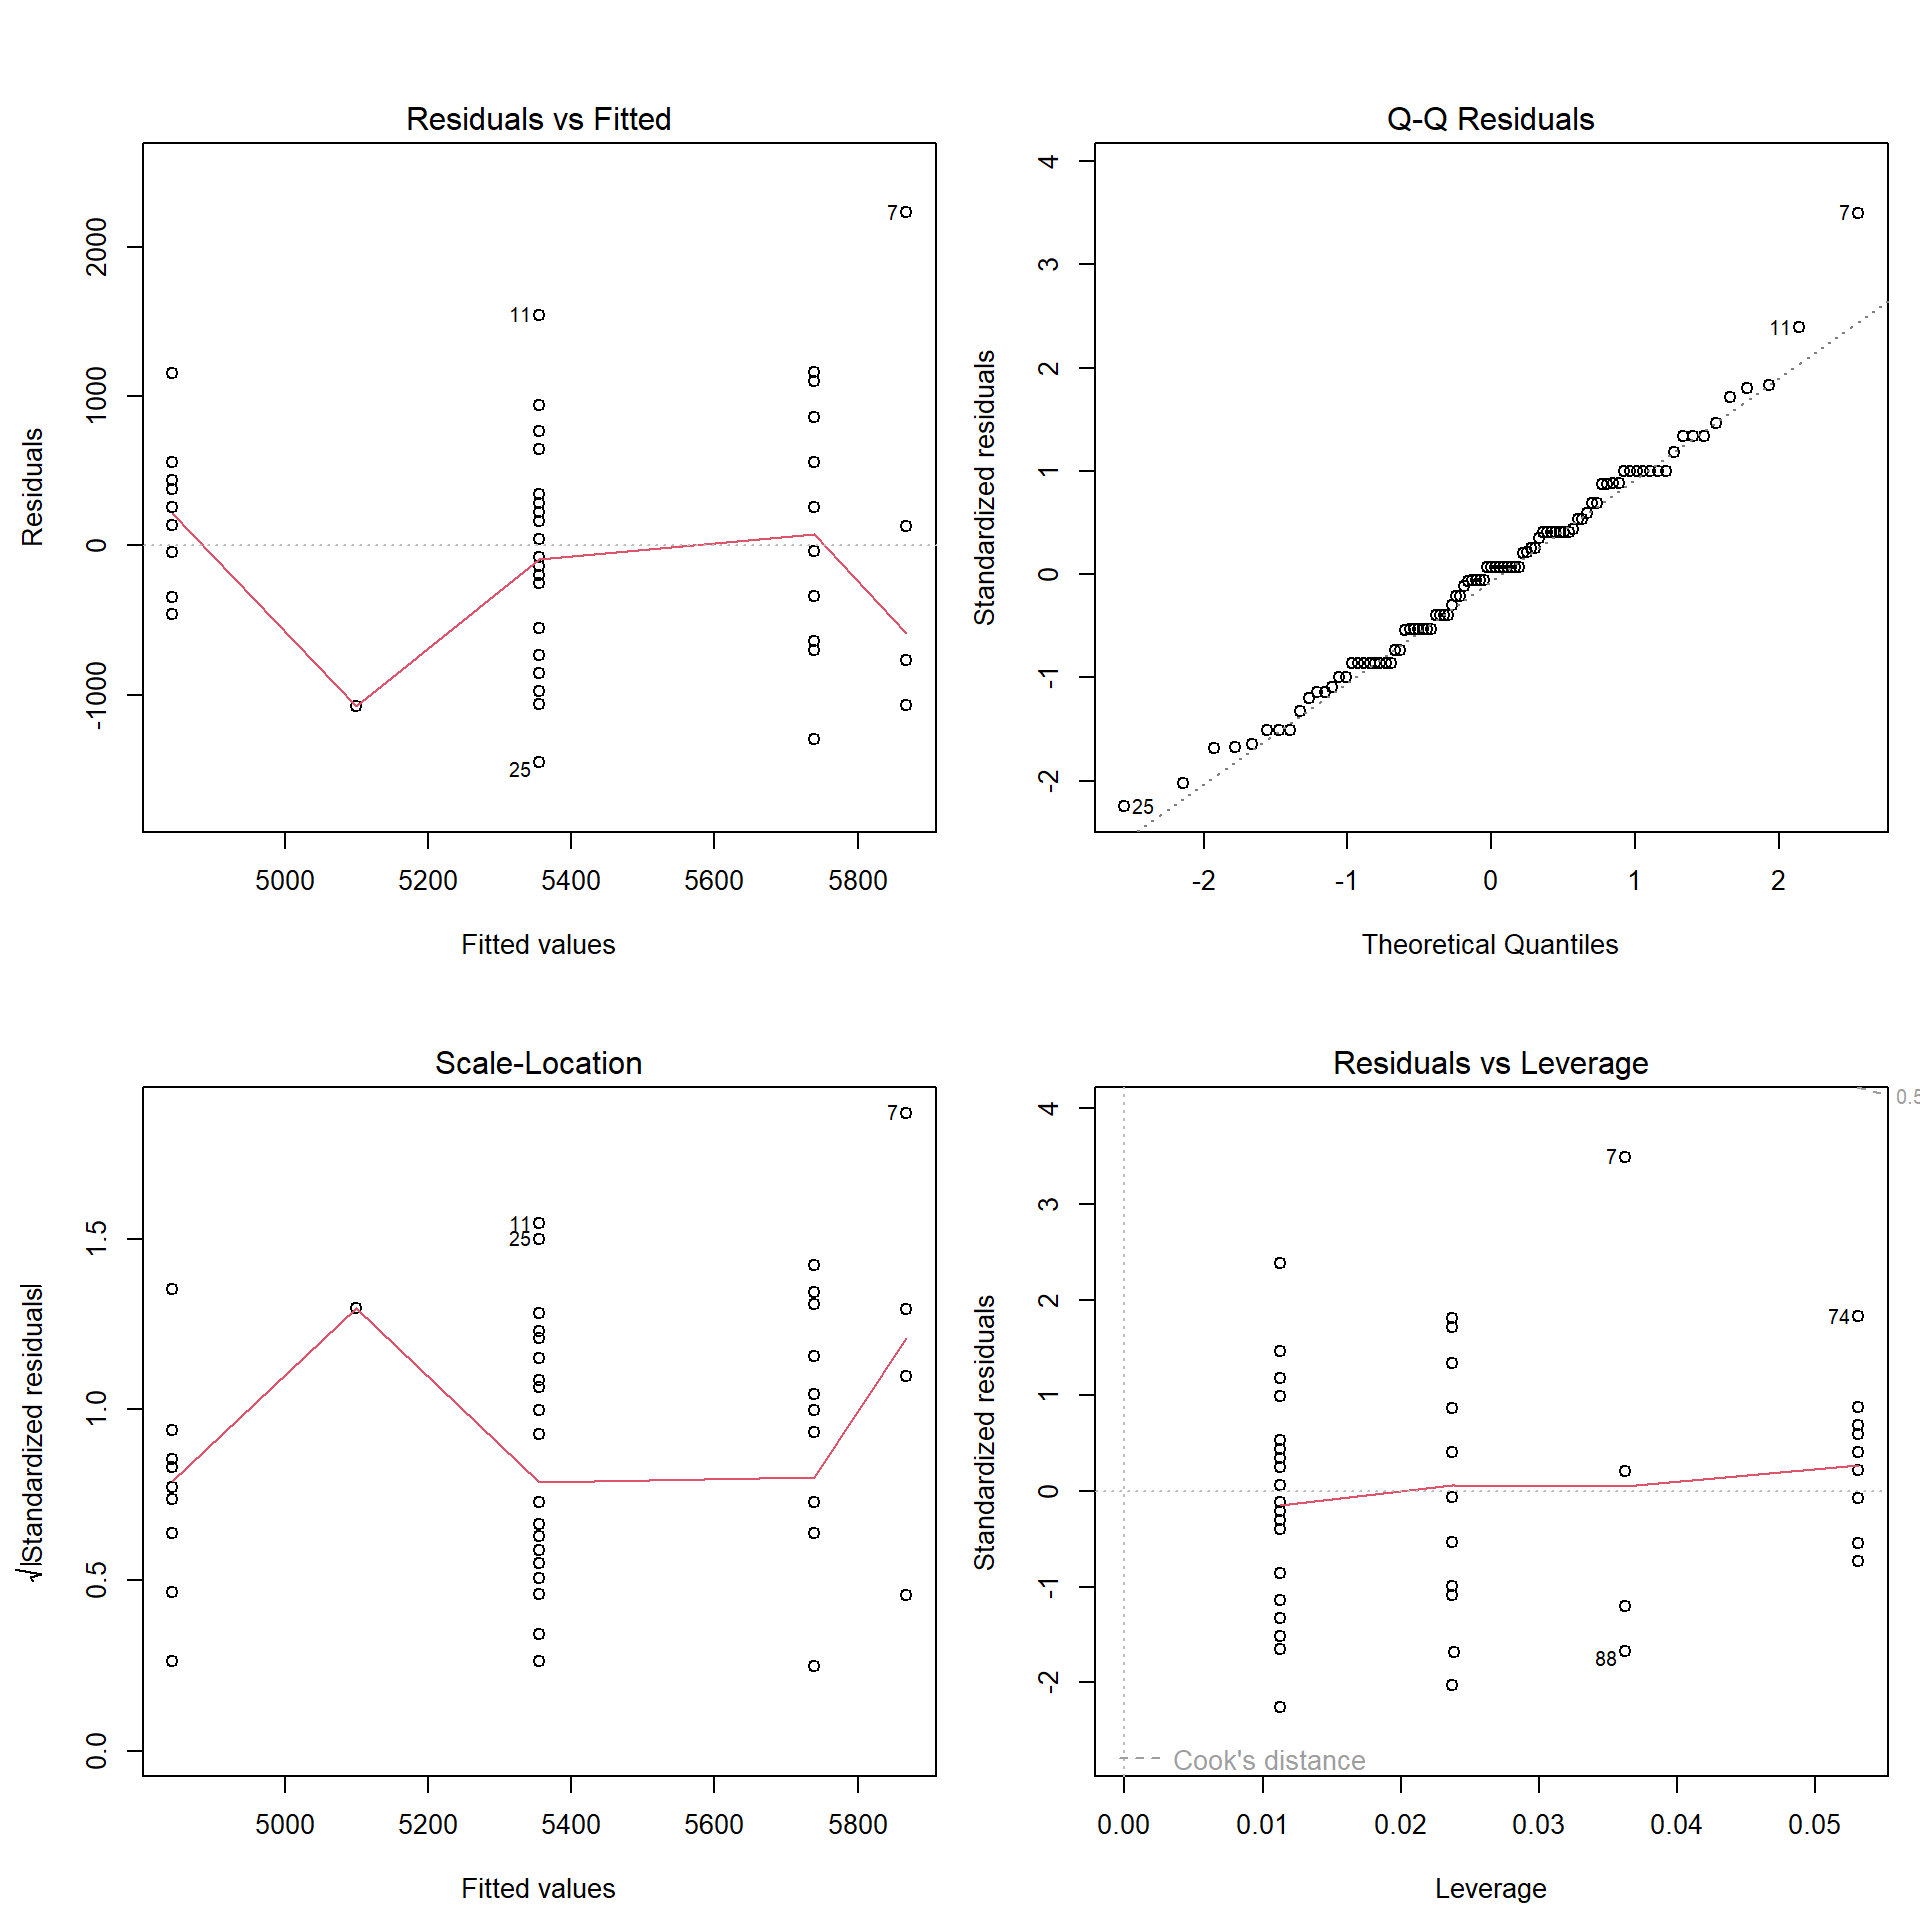 Residuals vs Fitted
Residuals
2000
1000
0
-1000
7
11
25
5000 5200 5400 5600 5800
Fitted values
Q-Q Residuals
Standardized residuals
4
3
2
1
0
-1
-2
7
11
25
-2 -1 0 1 2
Theoretical Quantiles
Scale-Location
√|Standardized residuals|
1.5
1.0
0.5
0.0
7
11
25
5000 5200 5400 5600 5800
Fitted values
Residuals vs Leverage
Standardized residuals
4
3
2
1
0
-1
-2
0.5
7
74
88
Cook's distance
0.00 0.01 0.02 0.03 0.04 0.05
Leverage